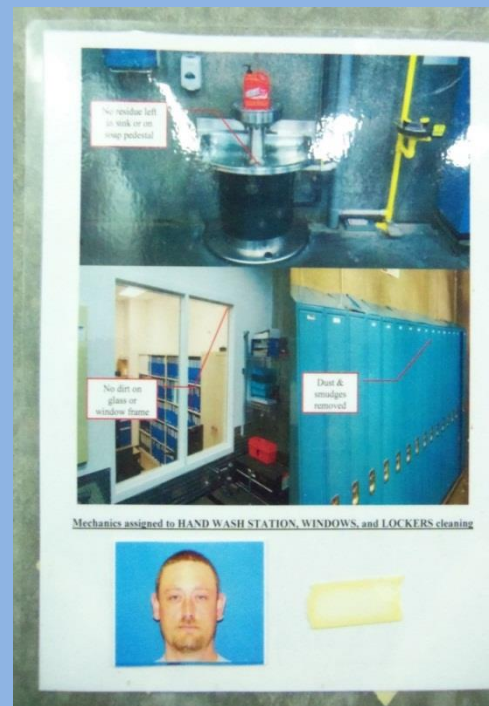 No residue left
in sink or on
soap pedestal
No dirt on
glass or
window frame
Dust &
smudges
removed
Mechanics assigned to HAND WASH STATION, WINDOWS, and LOCKERS cleaning